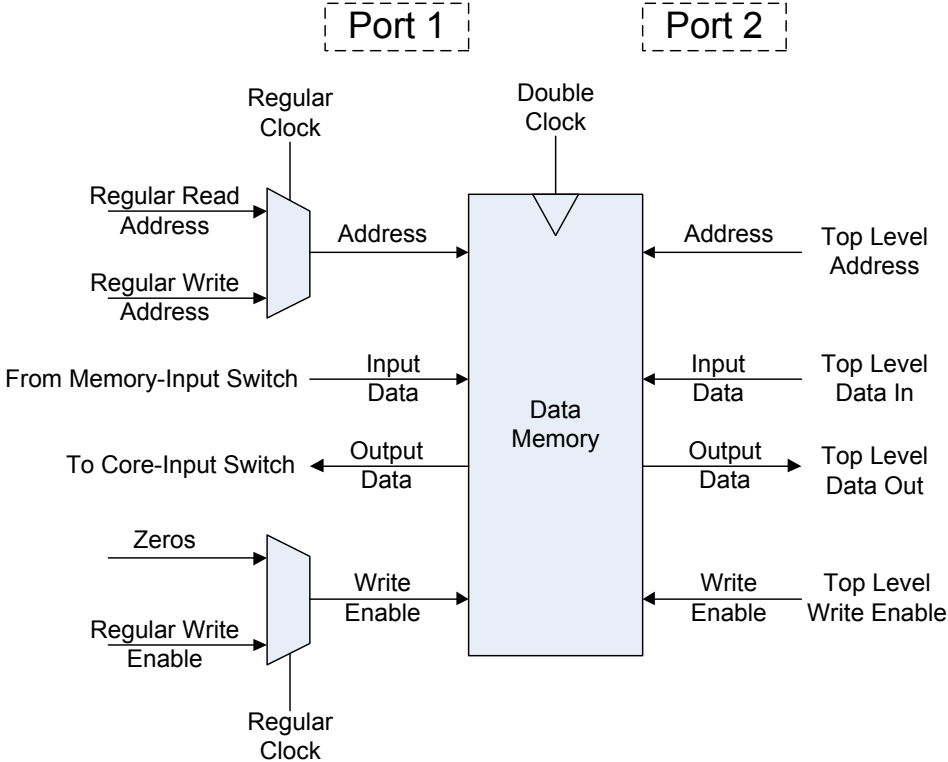 Port 1
Port 2
Regular
Clock
Double
Clock
Regular Read
Address
Regular Write
Address
Address
Address
Top Level
Address
From Memory-Input Switch
Input
Data
Input
Data
Top Level
Data In
Data
Memory
To Core-Input Switch
Output
Data
Output
Data
Top Level
Data Out
Zeros
Regular Write
Enable
Write
Enable
Write
Enable
Top Level
Write Enable
Regular
Clock